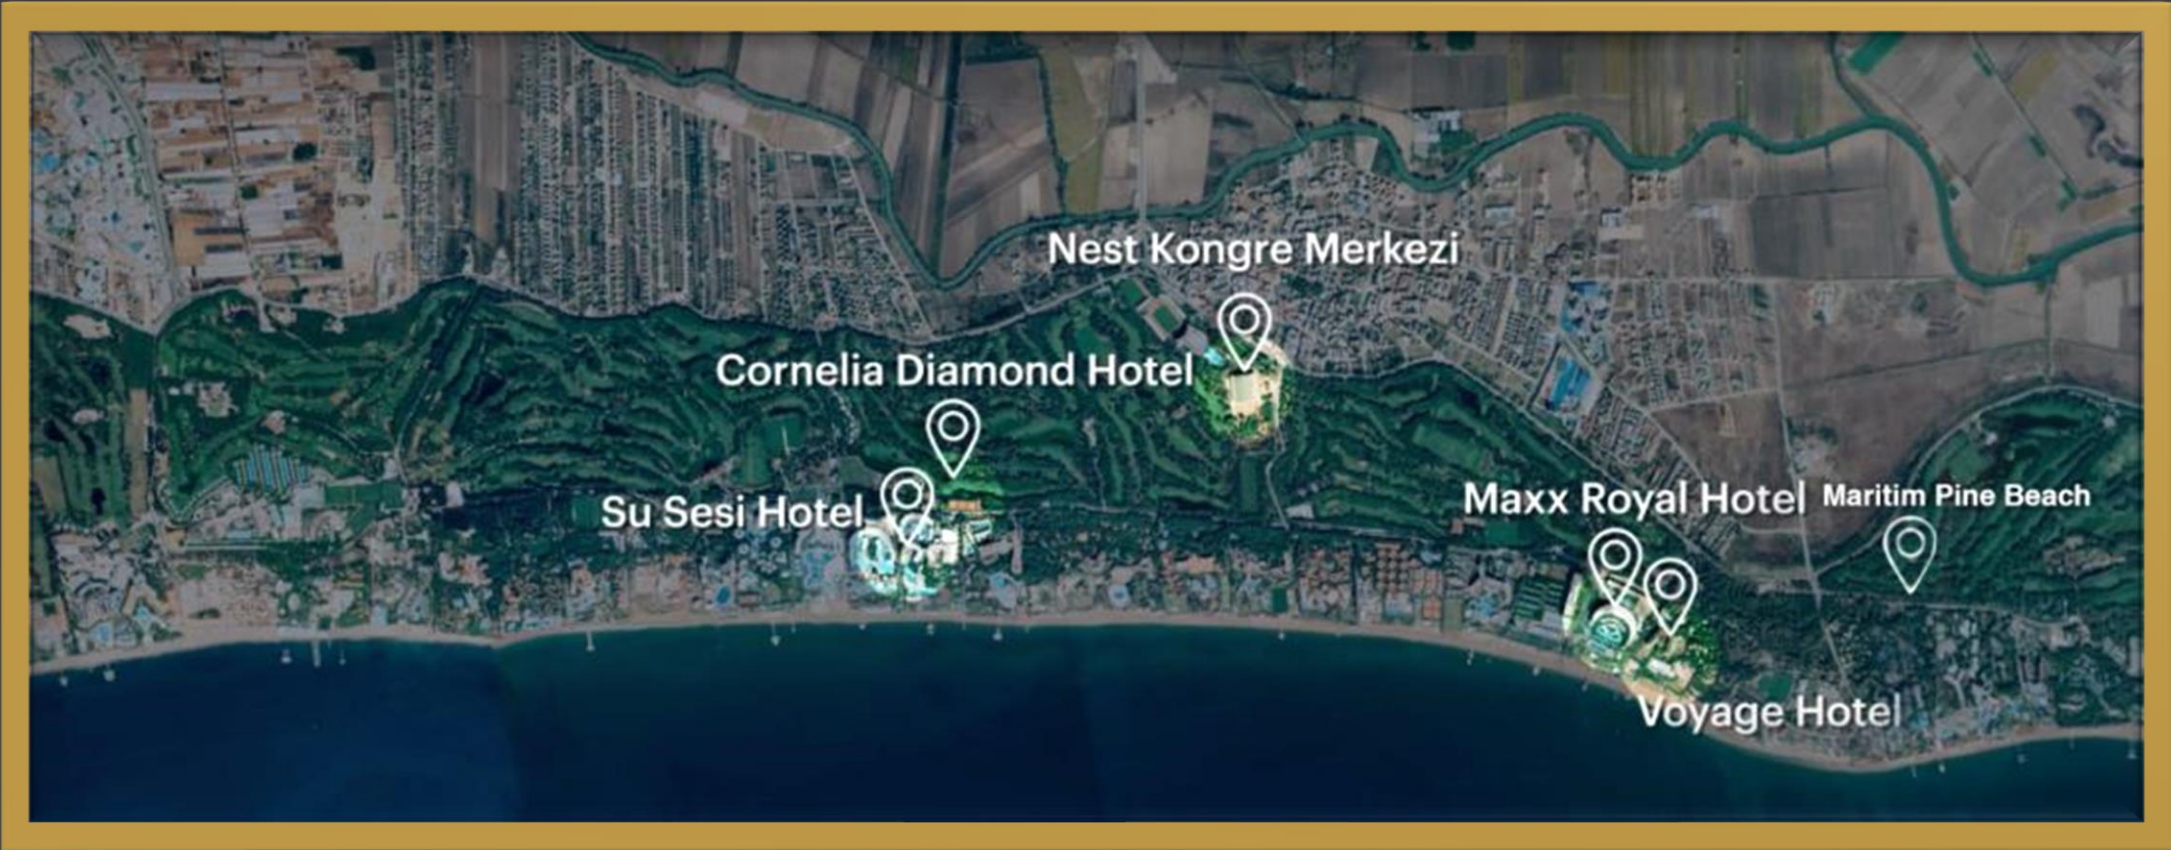 Nest Kongre Merkezi
Cornelia Diamond Hotel
Su Sesi Hotel
Maxx Royal Hotel
Maritim Pine Beach
Voyage Hotel